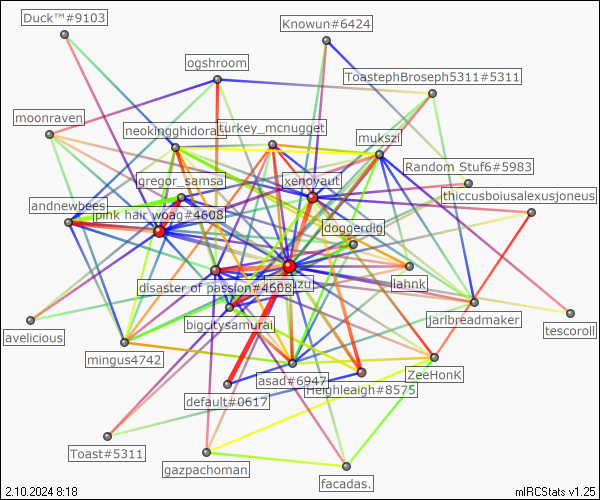 Duck™#9103
Knowun#6424
ogshroom
ToastephBroseph5311#5311
moonraven
neokingghidorah
turkey_mcnugget
mukszi
Random Stuf6#5983
gregor_samsa
xenoyaut
thiccusboiusalexusjoneus
andnewbees
pink hair woag#4608
doggerdig
disaster of passion#4608
lahnk
bigcitysamurai
jarlbreadmaker
avelicious
tescoroll
mingus4742
asad#6947
ZeeHonK
default#0617
Heighleaigh#8575
Toast#5311
gazpachoman
facadas.
2.10.2024 8:18
mIRCStats v1.25